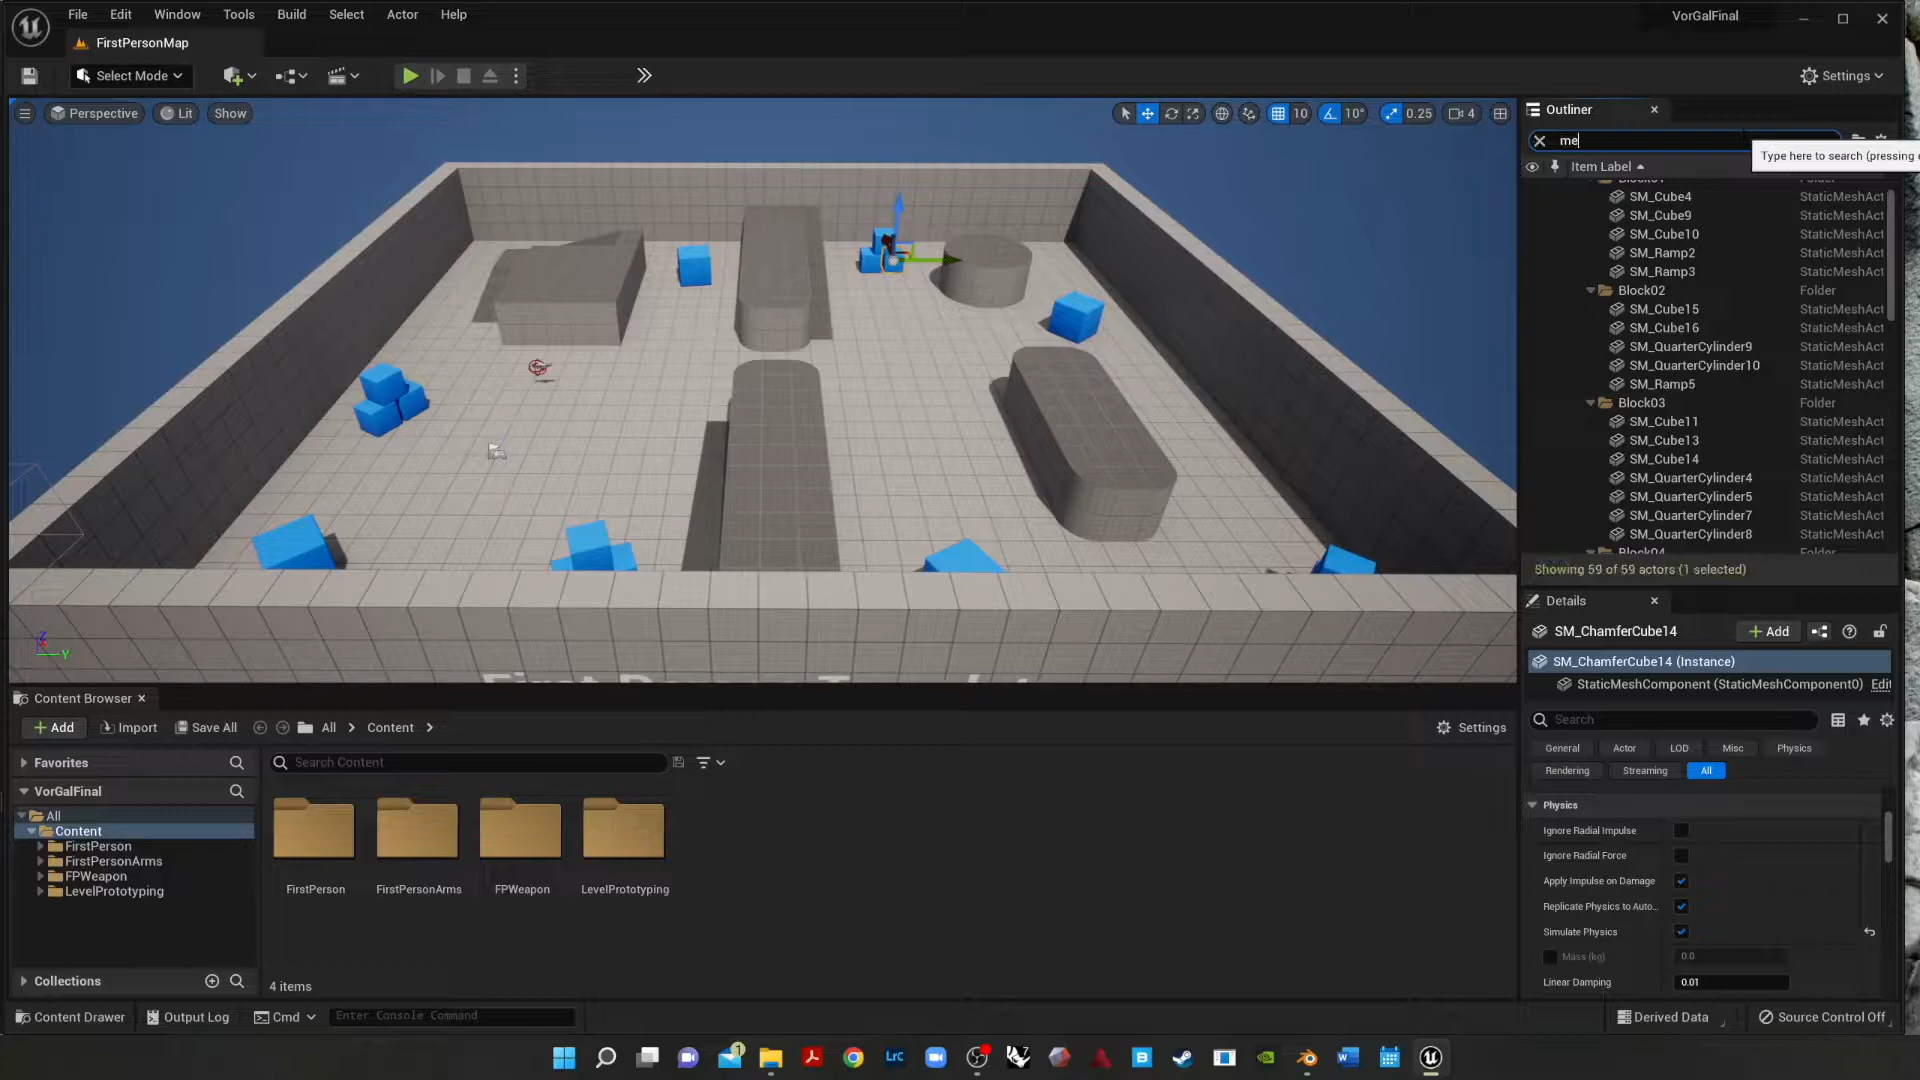 File Edit Window Tools Build Select Actor Help
VorGalFinal
FirstPersonMap
Select Mode
Settings
Perspective Lit Show
10 10° 0.25 4
Outliner
me
Type here to search (pressing e
Item Label
Folder
SM_Cube4 StaticMeshAct
SM_Cube9 StaticMeshAct
SM_Cube10 StaticMeshAct
SM_Ramp2 StaticMeshAct
SM_Ramp3 StaticMeshAct
Block02 Folder
SM_Cube15 StaticMeshAct
SM_Cube16 StaticMeshAct
SM_QuarterCylinder9 StaticMeshAct
SM_QuarterCylinder10 StaticMeshAct
SM_Ramp5 StaticMeshAct
Block03 Folder
SM_Cube11 StaticMeshAct
SM_Cube13 StaticMeshAct
SM_Cube14 StaticMeshAct
SM_QuarterCylinder4 StaticMeshAct
SM_QuarterCylinder5 StaticMeshAct
SM_QuarterCylinder7 StaticMeshAct
SM_QuarterCylinder8 StaticMeshAct
Block04 Folder
Showing 59 of 59 actors (1 selected)
Details
SM_ChamferCube14 Add
SM_ChamferCube14 (Instance)
StaticMeshComponent (StaticMeshComponent0) Edit
Search
General Actor LOD Misc Physics
Rendering Streaming All
Physics
Ignore Radial Impulse
Ignore Radial Force
Apply Impulse on Damage
Replicate Physics to Auto...
Simulate Physics
Mass (kg) 0.0
Linear Damping 0.01
Z
Y
Content Browser
Add Import Save All All Content Settings
Favorites
Search Content
VorGalFinal
All
Content
FirstPerson
FirstPersonArms
FPWeapon
LevelPrototyping
FirstPerson FirstPersonArms FPWeapon LevelPrototyping
Collections
4 items
Content Drawer Output Log Cmd Enter Console Command
Derived Data Source Control Off
1 LrC B W